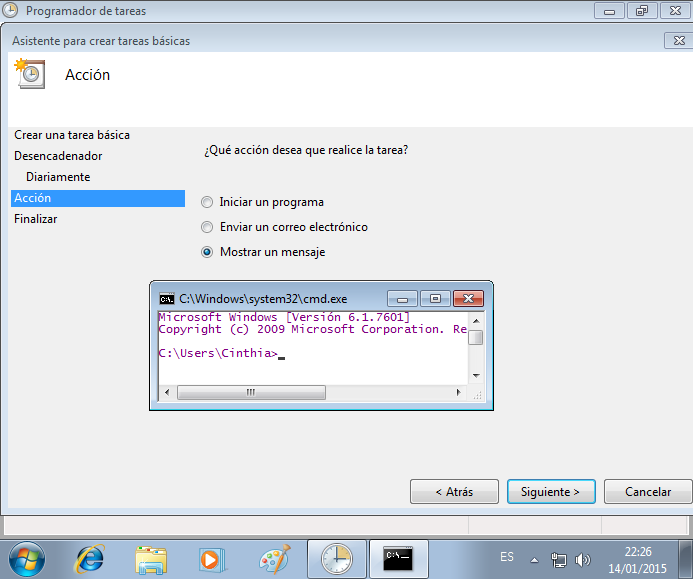 Programador de tareas
Asistente para crear tareas básicas
Acción
Crear una tarea básica
Desencadenador
Diariamente
Acción
Finalizar
¿Qué acción desea que realice la tarea?
Iniciar un programa
Enviar un correo electrónico
Mostrar un mensaje
C:\Windows\system32\cmd.exe
Microsoft Windows [Versión 6.1.7601]
Copyright (c) 2009 Microsoft Corporation. Re
C:\Users\Cinthia>_
< Atrás
Siguiente >
Cancelar
ES
22:26
14/01/2015